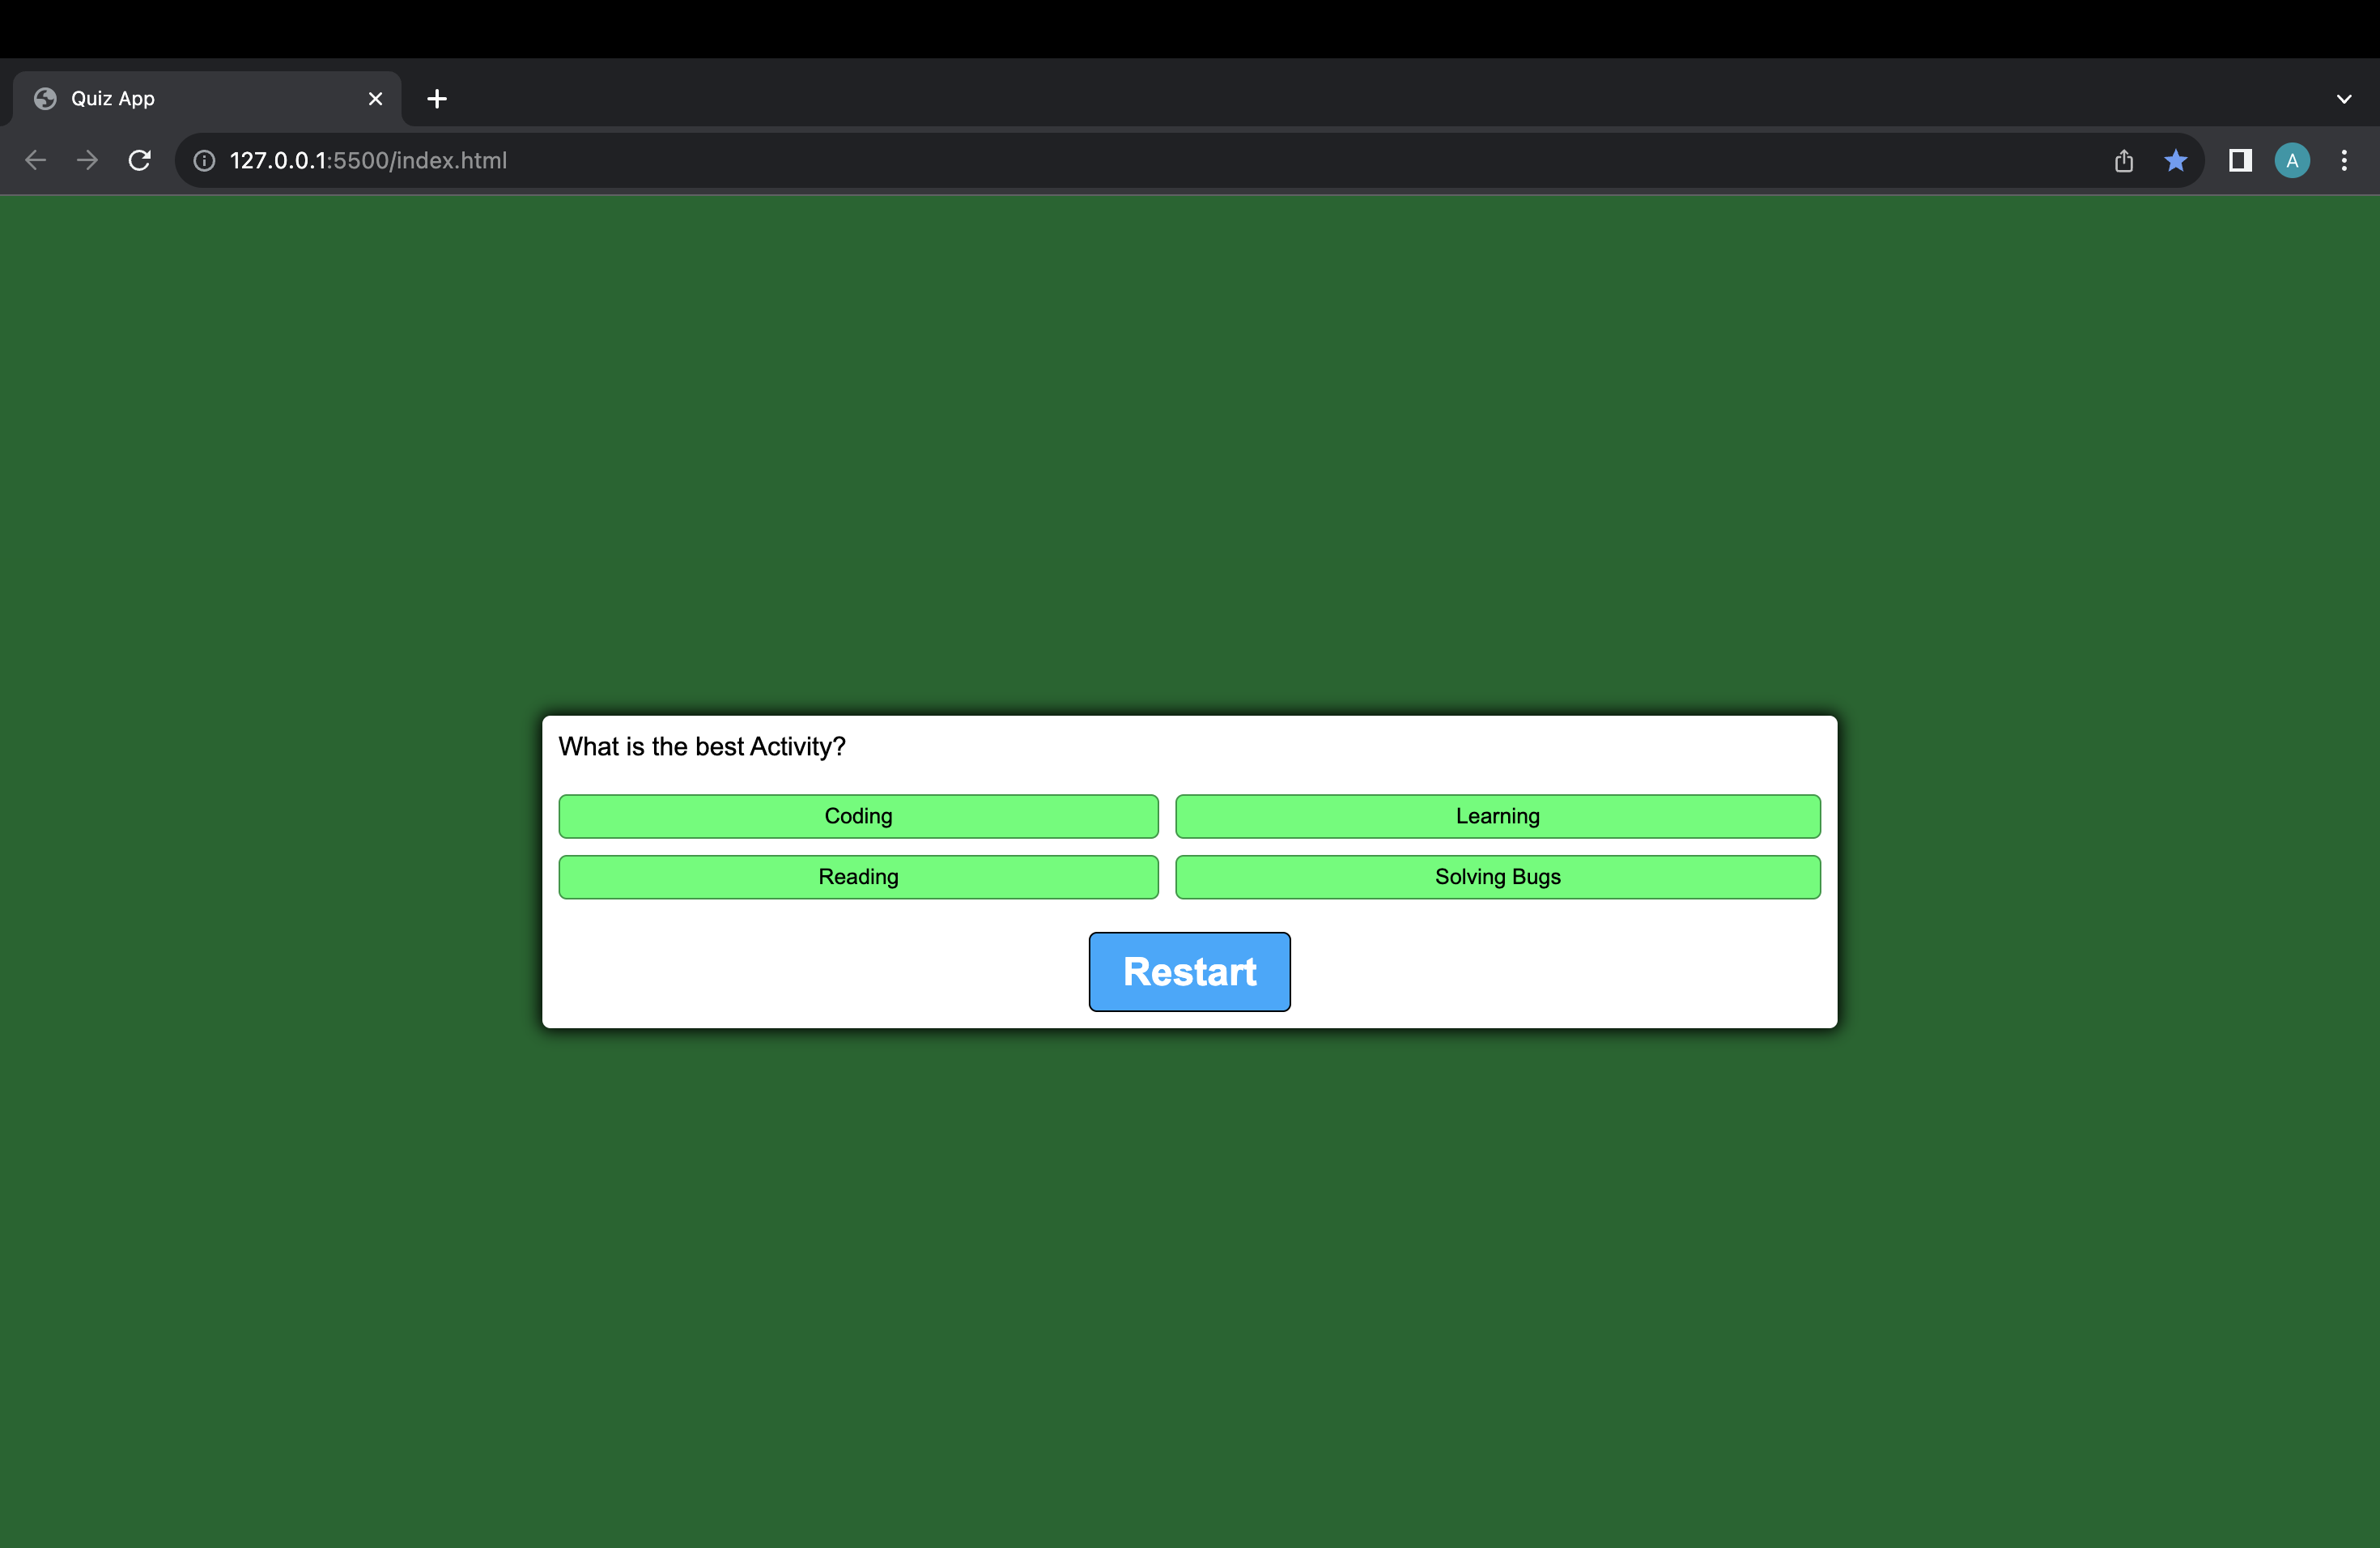 Quiz App
127.0.0.1:5500/index.html
A
What is the best Activity?
Coding
Learning
Reading
Solving Bugs
Restart